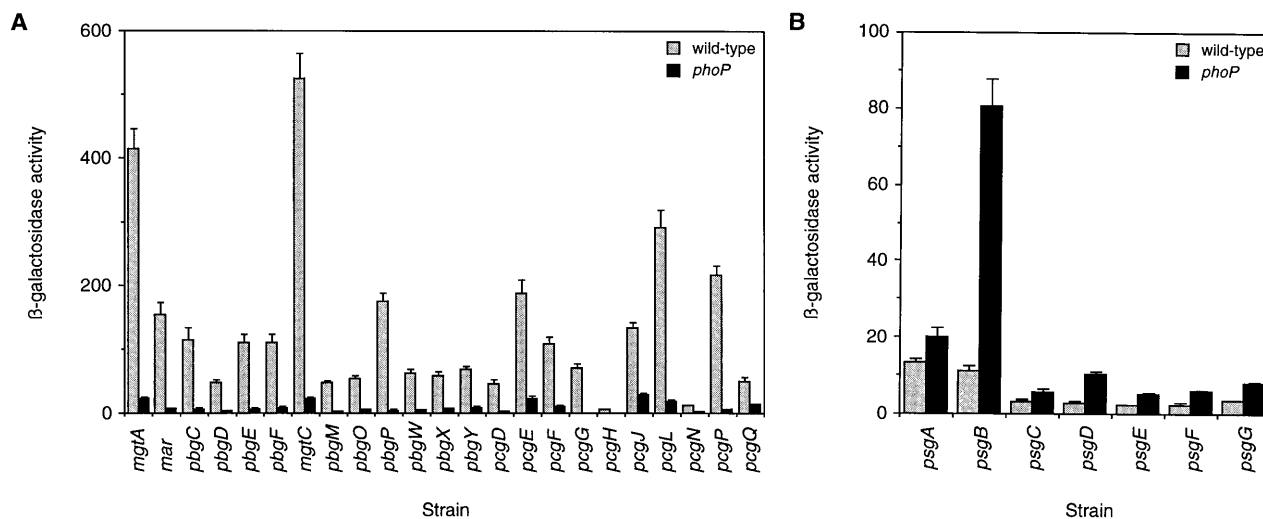 A
600
400
200
0
ß-galactosidase activity
wild-type
phoP
mgtA
mar
pbgC
pbgD
pbgE
pbgF
mgtC
pbgM
pbgO
pbgP
pbgW
pbgX
pbgY
pcgD
pcgE
pcgF
pcgG
pcgH
pcgJ
pcgL
pcgN
pcgP
pcgQ
Strain
B
100
80
60
40
20
0
ß-galactosidase activity
wild-type
phoP
psgA
psgB
psgC
psgD
psgE
psgF
psgG
Strain